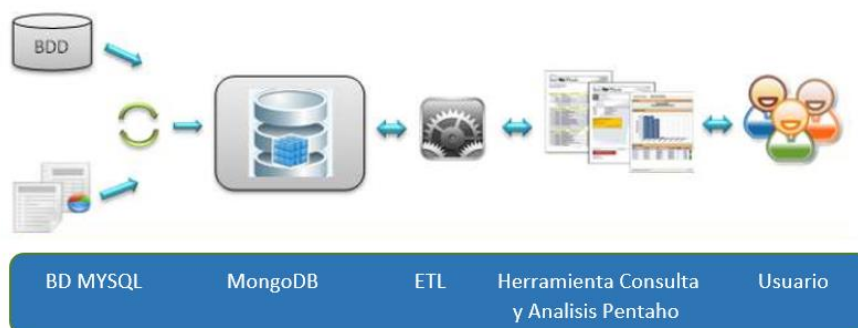 BDD
BD MYSQL
MongoDB
ETL
Herramienta Consulta
y Analisis Pentaho
Usuario